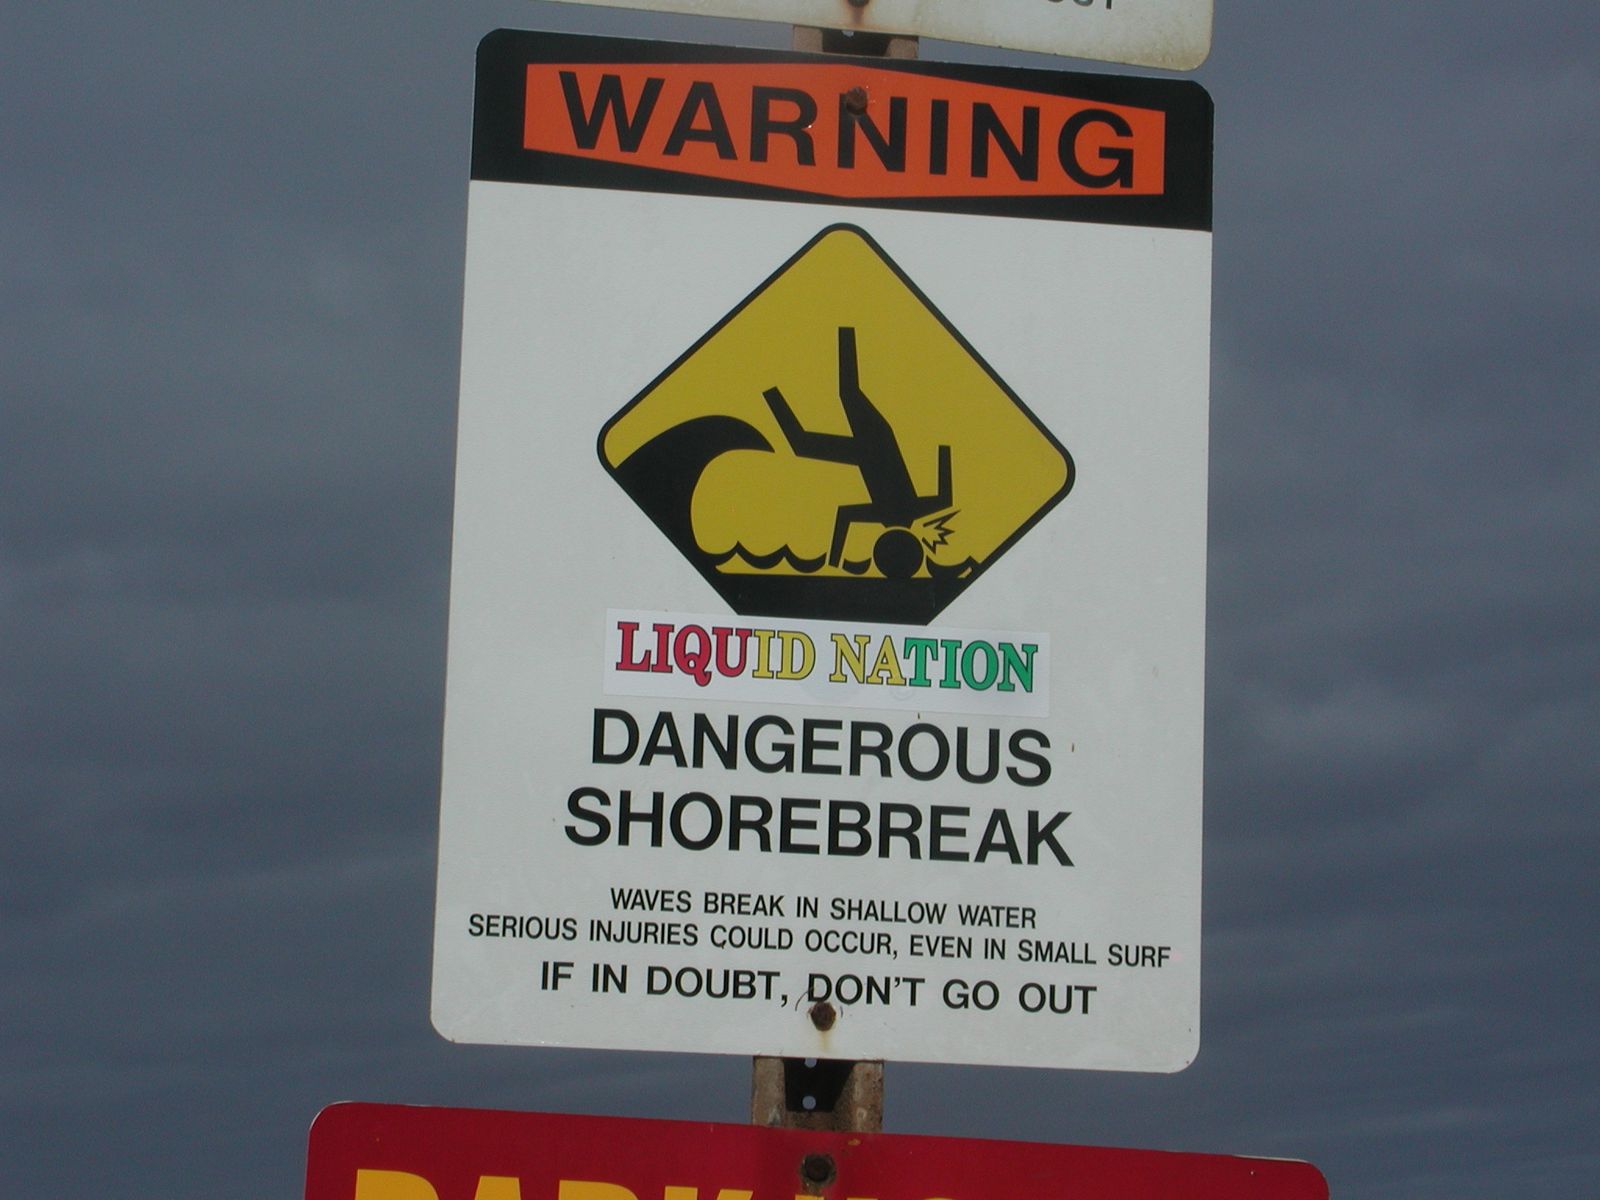 WARNING
LIQUID NATION
DANGEROUS
SHOREBREAK
WAVES BREAK IN SHALLOW WATER
SERIOUS INJURIES COULD OCCUR, EVEN IN SMALL SURF
IF IN DOUBT, DON'T GO OUT